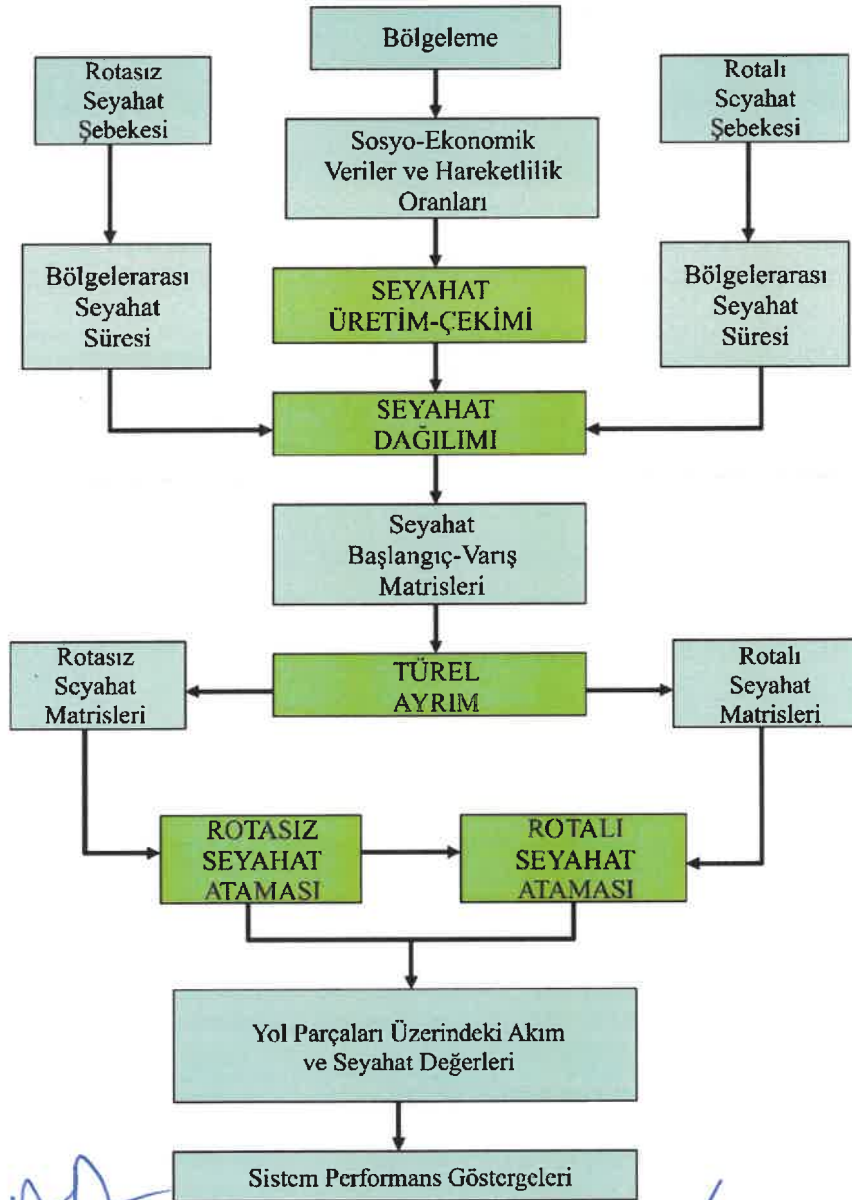 Bölgeleme
Rotasız
Seyahat
Şebekesi
Rotalı
Seyahat
Şebekesi
Sosyo-Ekonomik
Veriler ve Hareketlilik
Oranları
Bölgelerarası
Seyahat
Süresi
SEYAHAT
ÜRETİM-ÇEKİMİ
Bölgelerarası
Seyahat
Süresi
SEYAHAT
DAĞILIMI
Seyahat
Başlangıç-Varış
Matrisleri
Rotasız
Seyahat
Matrisleri
TÜREL
AYRIM
Rotalı
Seyahat
Matrisleri
ROTASIZ
SEYAHAT
ATAMASI
ROTALI
SEYAHAT
ATAMASI
Yol Parçaları Üzerindeki Akım
ve Seyahat Değerleri
Sistem Performans Göstergeleri